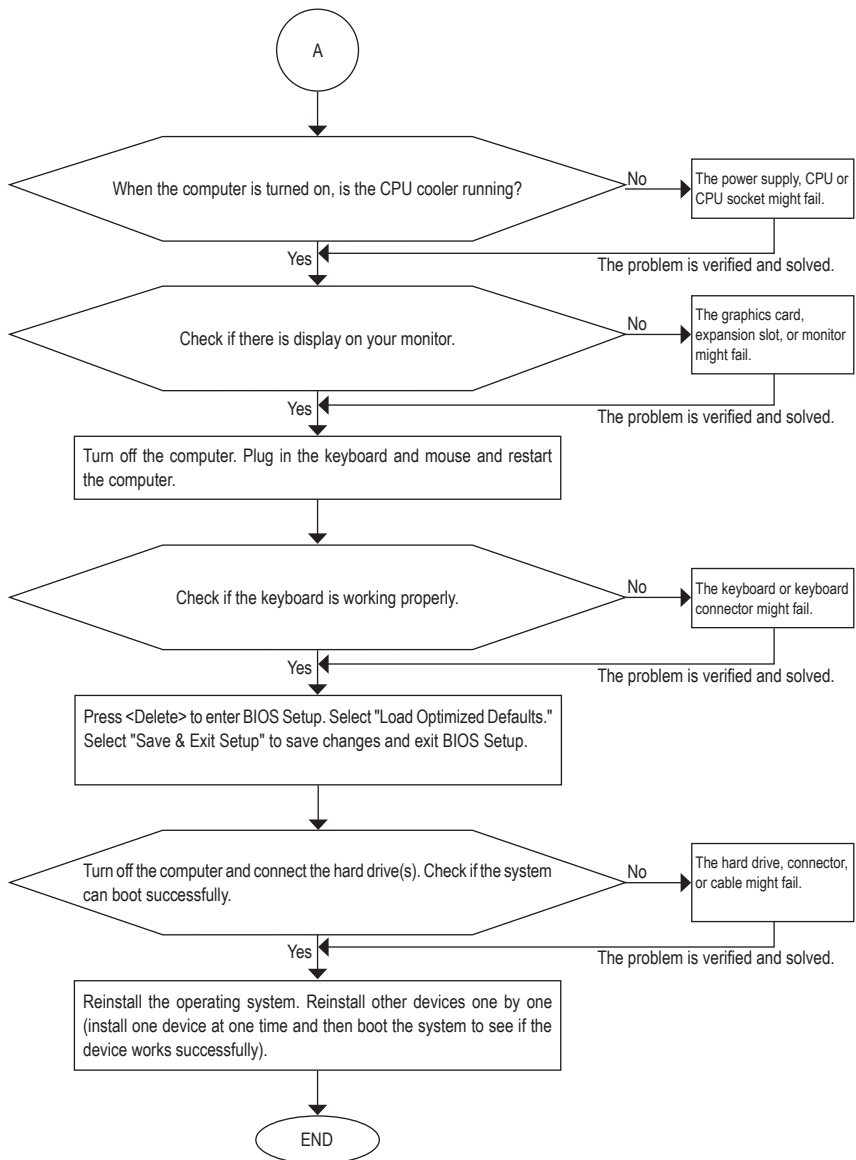 A
When the computer is turned on, is the CPU cooler running?
No
The power supply, CPU or
CPU socket might fail.
Yes
The problem is verified and solved.
Check if there is display on your monitor.
No
The graphics card,
expansion slot, or monitor
might fail.
Yes
The problem is verified and solved.
Turn off the computer. Plug in the keyboard and mouse and restart
the computer.
Check if the keyboard is working properly.
No
The keyboard or keyboard
connector might fail.
Yes
The problem is verified and solved.
Press <Delete> to enter BIOS Setup. Select "Load Optimized Defaults."
Select "Save & Exit Setup" to save changes and exit BIOS Setup.
Turn off the computer and connect the hard drive(s). Check if the system
can boot successfully.
No
The hard drive, connector,
or cable might fail.
Yes
The problem is verified and solved.
Reinstall the operating system. Reinstall other devices one by one
(install one device at one time and then boot the system to see if the
device works successfully).
END